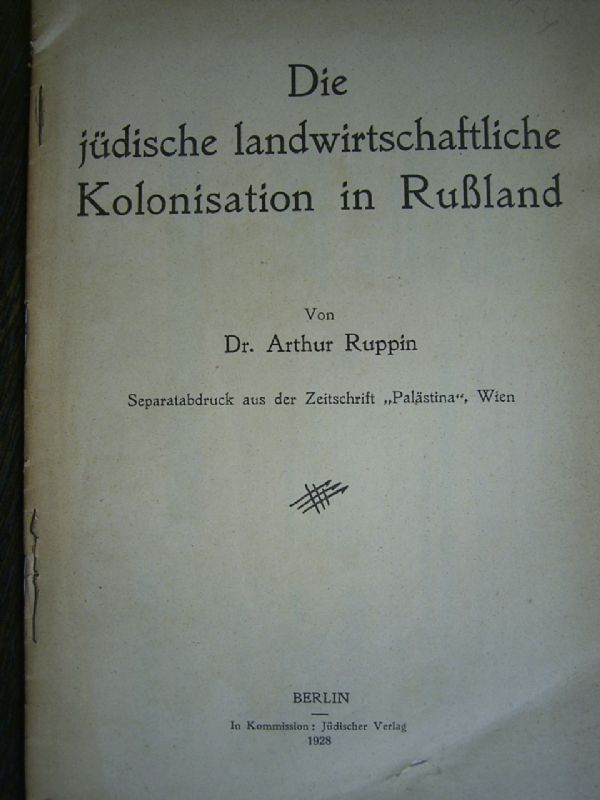 Die
jüdische landwirtschaftliche
Kolonisation in Rußland
Von
Dr. Arthur Ruppin
Separatabdruck aus der Zeitschrift „Palästina“, Wien
BERLIN
In Kommission: Jüdischer Verlag
1928